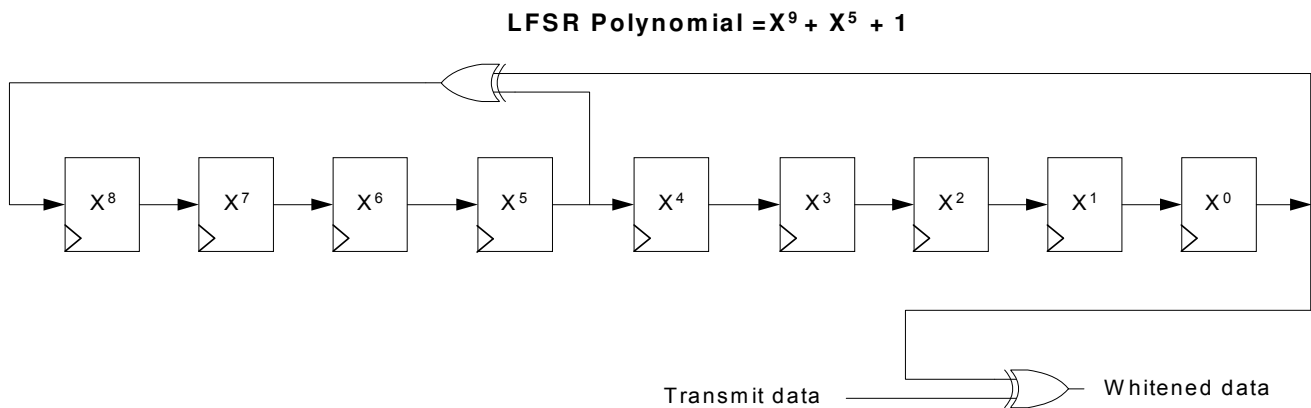 LFSR Polynomial =X⁹ + X⁵ + 1
X⁸ X⁷ X⁶ X⁵ X⁴ X³ X² X¹ X⁰
Transmit data Whitened data